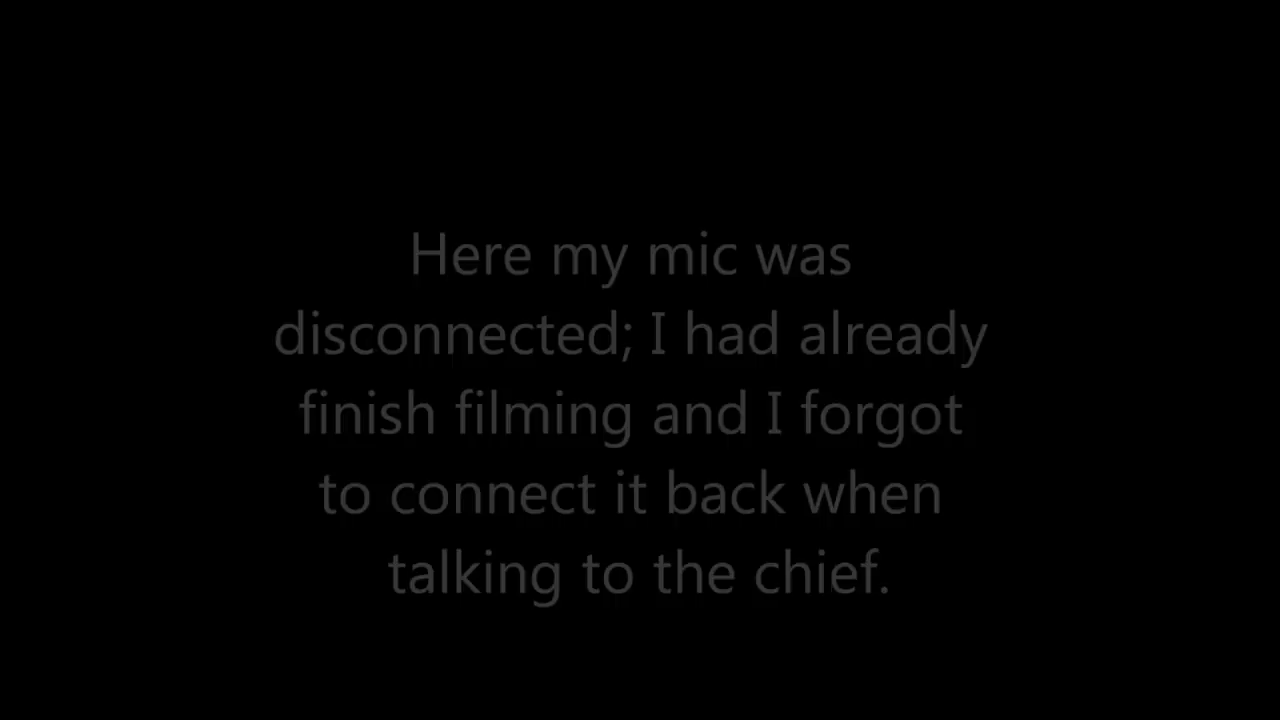 Here my mic was
disconnected; I had already
finish filming and I forgot
to connect it back when
talking to the chief.